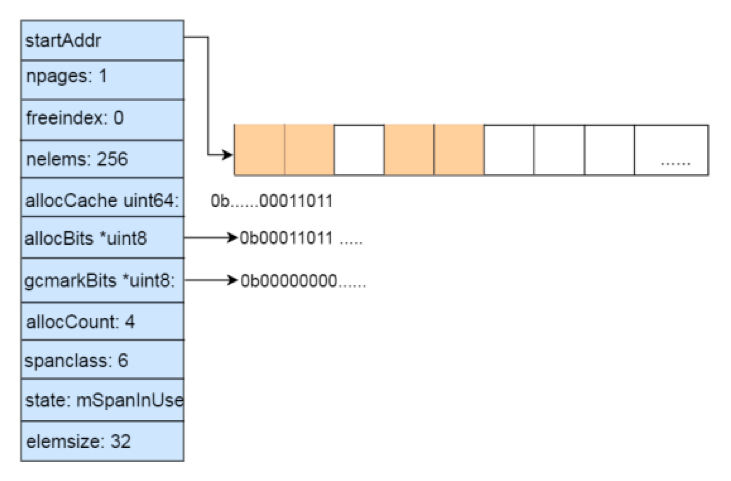 startAddr
npages: 1
freeindex: 0
nelems: 256
......
allocCache uint64: 0b......00011011
allocBits *uint8 0b00011011 .....
gcmarkBits *uint8: 0b00000000......
allocCount: 4
spanclass: 6
state: mSpanInUse
elemsize: 32